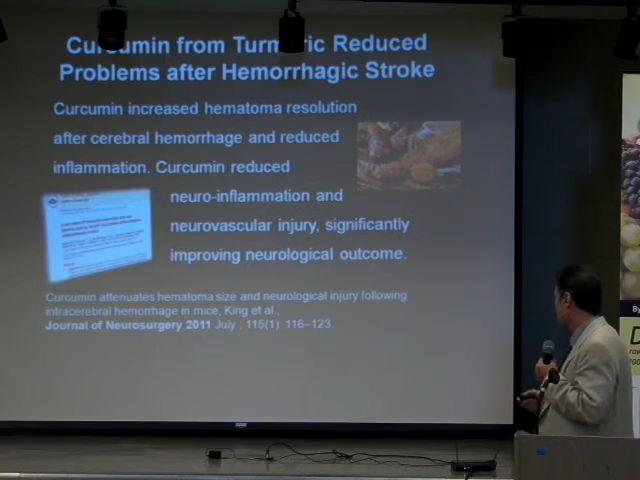 Curcumin from Turmeric Reduced
Problems after Hemorrhagic Stroke
Curcumin increased hematoma resolution
after cerebral hemorrhage and reduced
inflammation. Curcumin reduced
neuro-inflammation and
neurovascular injury, significantly
improving neurological outcome.
Curcumin attenuates hematoma size and neurological injury following
intracerebral hemorrhage in mice, King et al.,
Journal of Neurosurgery 2011 July ; 115(1): 116–123.
By